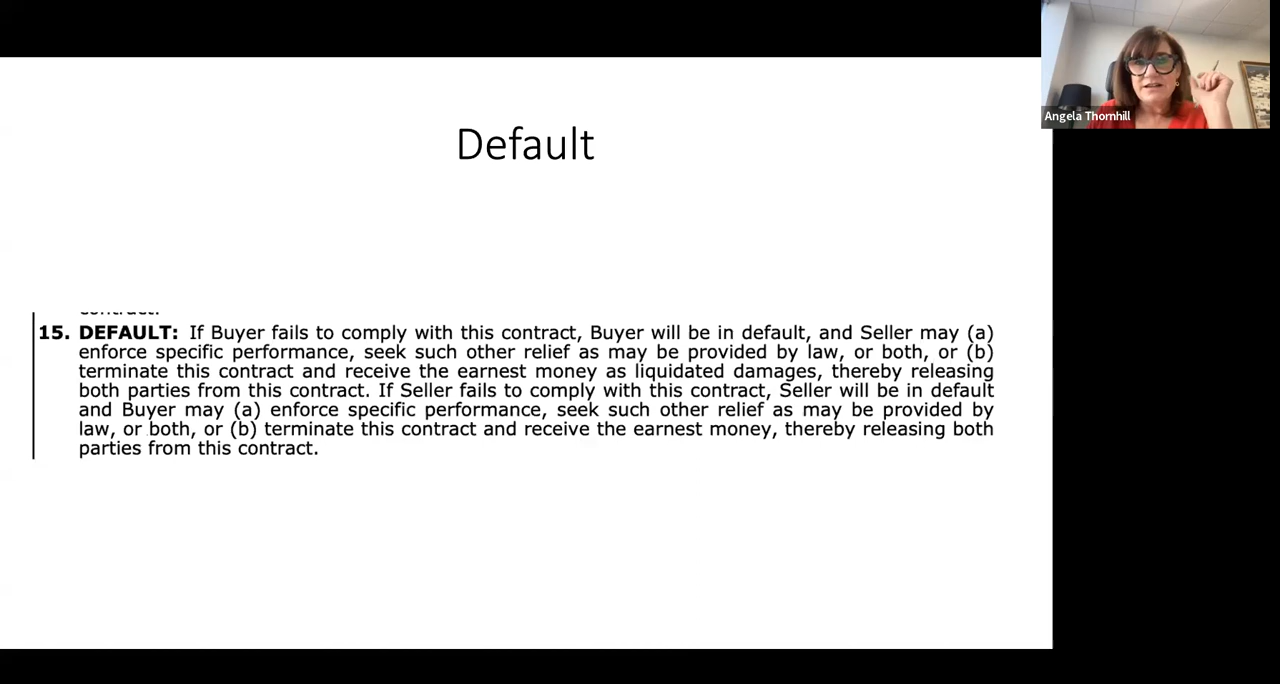 Angela Thornhill
Default
15. DEFAULT: If Buyer fails to comply with this contract, Buyer will be in default, and Seller may (a)
enforce specific performance, seek such other relief as may be provided by law, or both, or (b)
terminate this contract and receive the earnest money as liquidated damages, thereby releasing
both parties from this contract. If Seller fails to comply with this contract, Seller will be in default
and Buyer may (a) enforce specific performance, seek such other relief as may be provided by
law, or both, or (b) terminate this contract and receive the earnest money, thereby releasing both
parties from this contract.